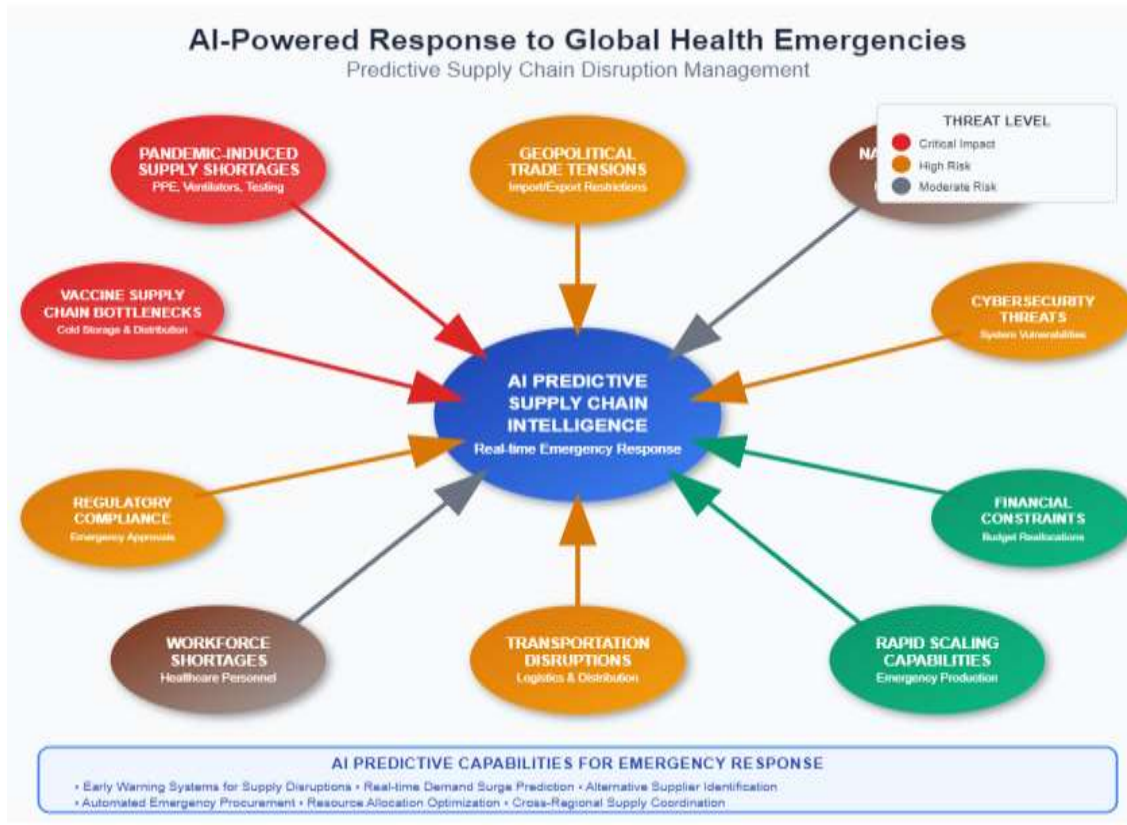 AI-Powered Response to Global Health Emergencies
Predictive Supply Chain Disruption Management
THREAT LEVEL
Critical Impact
High Risk
Moderate Risk
PANDEMIC-INDUCED
SUPPLY SHORTAGES
PPE, Ventilators, Testing
GEOPOLITICAL
TRADE TENSIONS
Import/Export Restrictions
VACCINE SUPPLY
CHAIN BOTTLENECKS
Cold Storage & Distribution
CYBERSECURITY
THREATS
System Vulnerabilities
AI PREDICTIVE
SUPPLY CHAIN
INTELLIGENCE
Real-time Emergency Response
REGULATORY
COMPLIANCE
Emergency Approvals
FINANCIAL
CONSTRAINTS
Budget Reallocations
WORKFORCE
SHORTAGES
Healthcare Personnel
TRANSPORTATION
DISRUPTIONS
Logistics & Distribution
RAPID SCALING
CAPABILITIES
Emergency Production
AI PREDICTIVE CAPABILITIES FOR EMERGENCY RESPONSE
• Early Warning Systems for Supply Disruptions • Real-time Demand Surge Prediction • Alternative Supplier Identification
• Automated Emergency Procurement • Resource Allocation Optimization • Cross-Regional Supply Coordination